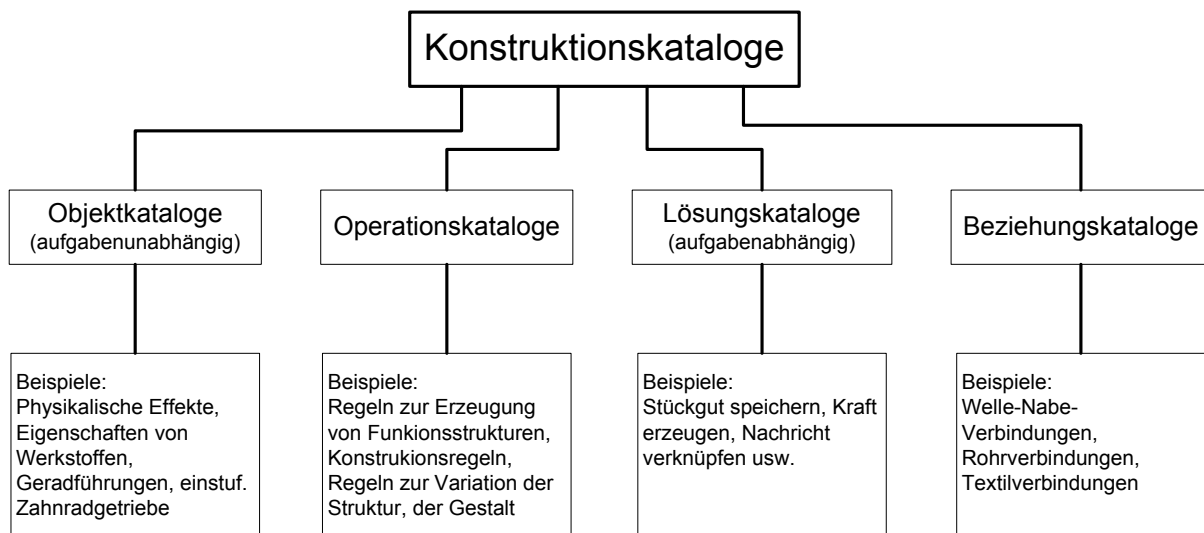 Konstruktionskataloge
Objektkataloge
(aufgabenunabhängig)
Operationskataloge
Lösungskataloge
(aufgabenabhängig)
Beziehungskataloge
Beispiele:
Physikalische Effekte,
Eigenschaften von
Werkstoffen,
Geradführungen, einstuf.
Zahnradgetriebe
Beispiele:
Regeln zur Erzeugung
von Funkionsstrukturen,
Konstrukionsregeln,
Regeln zur Variation der
Struktur, der Gestalt
Beispiele:
Stückgut speichern, Kraft
erzeugen, Nachricht
verknüpfen usw.
Beispiele:
Welle-Nabe-
Verbindungen,
Rohrverbindungen,
Textilverbindungen